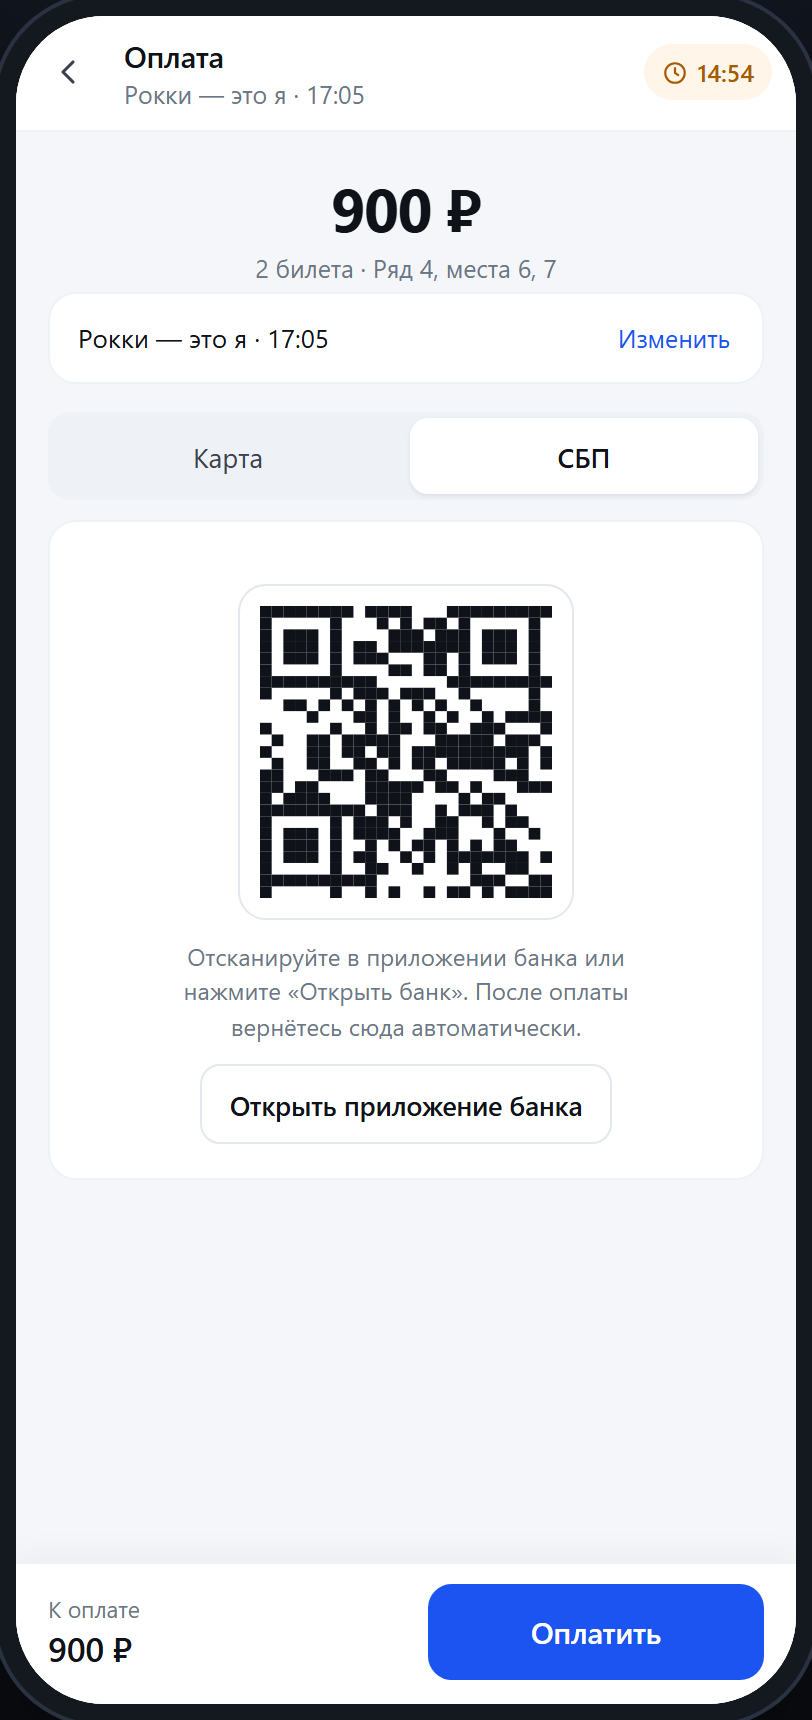 Оплата
Рокки — это я · 17:05
14:54
900 ₽
2 билета · Ряд 4, места 6, 7
Рокки — это я · 17:05
Изменить
Карта
СБП
Отсканируйте в приложении банка или
нажмите «Открыть банк». После оплаты
вернётесь сюда автоматически.
Открыть приложение банка
К оплате
900 ₽
Оплатить